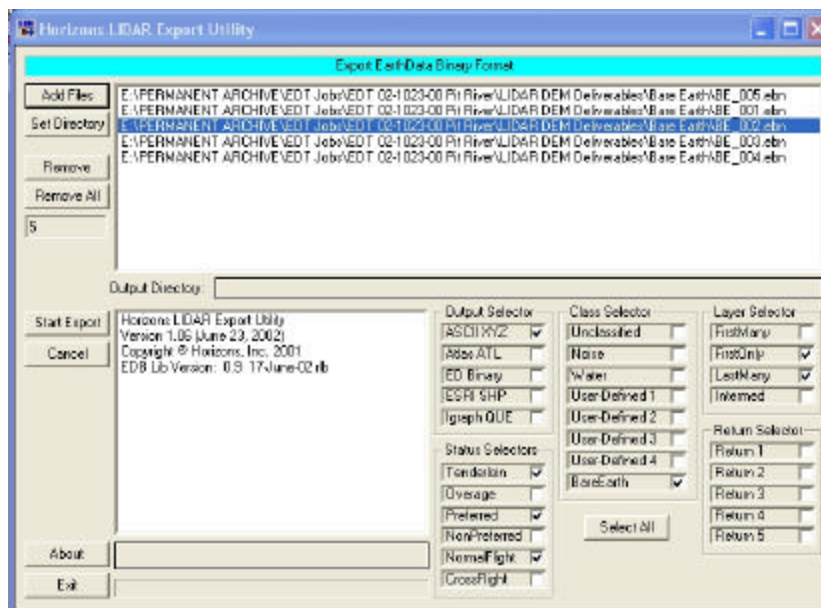 Horizons LIDAR Export Utility
Export EarthData Binary Format
Add Files
Set Directory
Remove
Remove All
5
E:\PERMANENT ARCHIVE\EDT Jobs\EDT 02-1023-00 Pit River\LIDAR DEM Deliverables\Bare Earth\BE_005.ebn
E:\PERMANENT ARCHIVE\EDT Jobs\EDT 02-1023-00 Pit River\LIDAR DEM Deliverables\Bare Earth\BE_001.ebn
E:\PERMANENT ARCHIVE\EDT Jobs\EDT 02-1023-00 Pit River\LIDAR DEM Deliverables\Bare Earth\BE_002.ebn
E:\PERMANENT ARCHIVE\EDT Jobs\EDT 02-1023-00 Pit River\LIDAR DEM Deliverables\Bare Earth\BE_003.ebn
E:\PERMANENT ARCHIVE\EDT Jobs\EDT 02-1023-00 Pit River\LIDAR DEM Deliverables\Bare Earth\BE_004.ebn
Output Directory:
Start Export
Cancel
Horizons LIDAR Export Utility
Version 1.06 (June 23, 2002)
Copyright © Horizons, Inc. 2001
EDB Lib Version: 0.9 17-June-02 rlb
Output Selector
ASCII XYZ
Atlas ATL
ED Binary
ESRI SHP
Igraph QUE
Status Selectors
Tenderloin
Overage
Preferred
NonPreferred
NormalFlight
CrossFlight
Class Selector
Unclassified
Noise
Water
User-Defined 1
User-Defined 2
User-Defined 3
User-Defined 4
BareEarth
Select All
Layer Selector
FirstMany
FirstOnly
LastMany
Intermed
Return Selector
Return 1
Return 2
Return 3
Return 4
Return 5
About
Exit